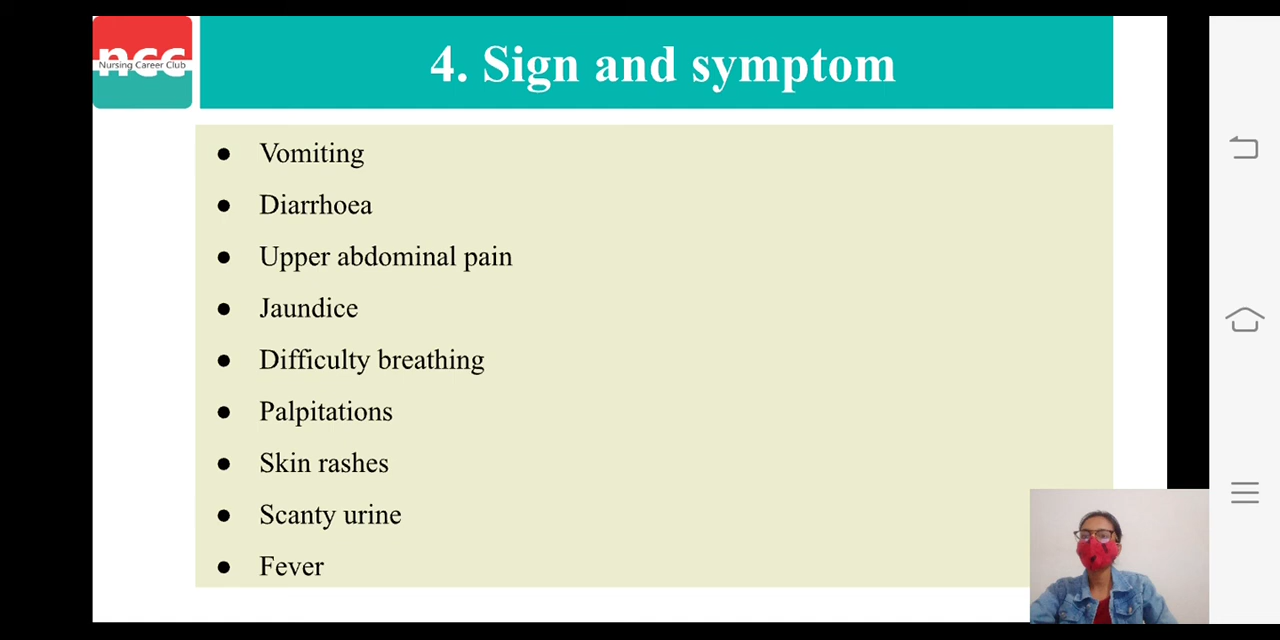 ncc
Nursing Career Club
4. Sign and symptom
● Vomiting
● Diarrhoea
● Upper abdominal pain
● Jaundice
● Difficulty breathing
● Palpitations
● Skin rashes
● Scanty urine
● Fever